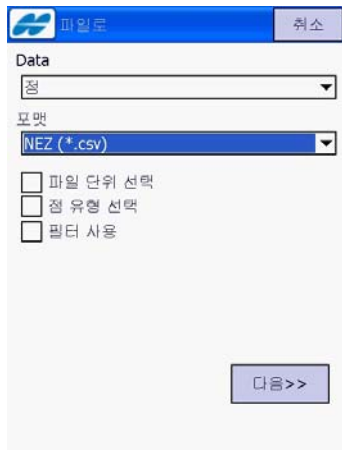 파일로
취소
Data
점
포맷
NEZ (*.csv)
파일 단위 선택
점 유형 선택
필터 사용
다음>>